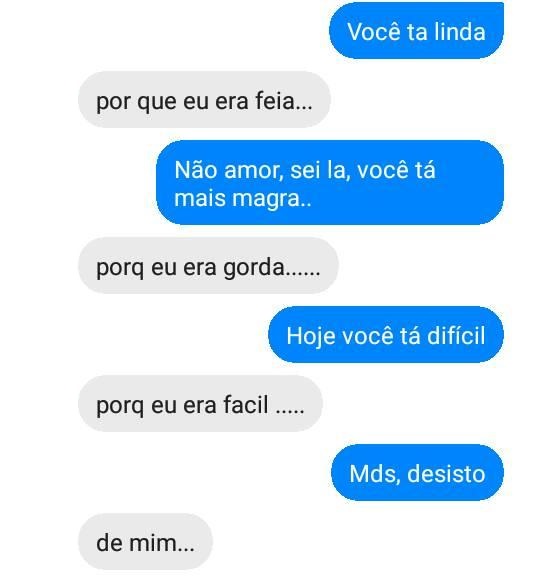 Você ta linda
por que eu era feia...
Não amor, sei la, você tá
mais magra..
porq eu era gorda......
Hoje você tá difícil
porq eu era facil .....
Mds, desisto
de mim...